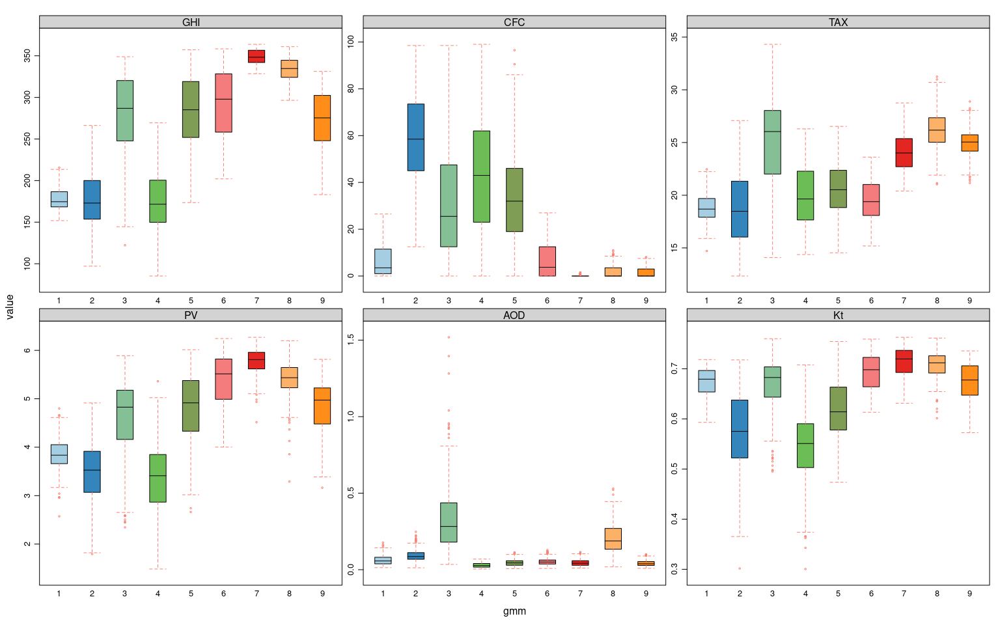 GHI CFC TAX
100 150 200 250 300 350
0 20 40 60 80 100
15 20 25 30 35
1 2 3 4 5 6 7 8 9
1 2 3 4 5 6 7 8 9
1 2 3 4 5 6 7 8 9
value
PV AOD Kt
2 3 4 5 6
0.0 0.5 1.0 1.5
0.3 0.4 0.5 0.6 0.7
1 2 3 4 5 6 7 8 9
1 2 3 4 5 6 7 8 9
1 2 3 4 5 6 7 8 9
gmm